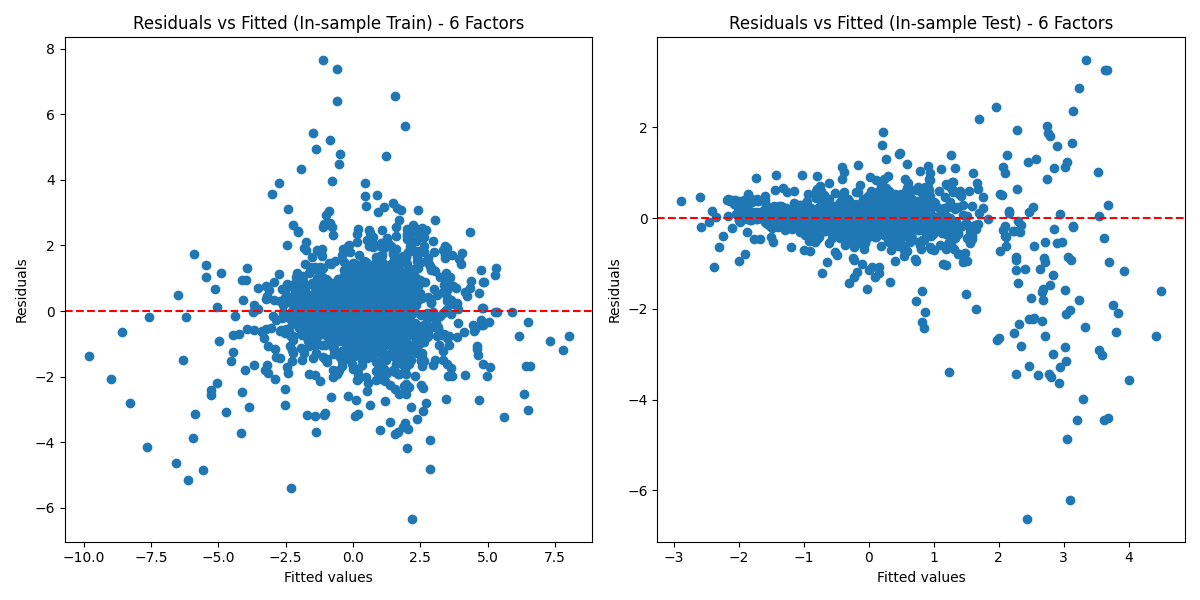 Residuals vs Fitted (In-sample Train) - 6 Factors
8
6
4
2
0
−2
−4
−6
Residuals
−10.0 −7.5 −5.0 −2.5 0.0 2.5 5.0 7.5
Fitted values
Residuals vs Fitted (In-sample Test) - 6 Factors
2
0
−2
−4
−6
Residuals
−3 −2 −1 0 1 2 3 4
Fitted values